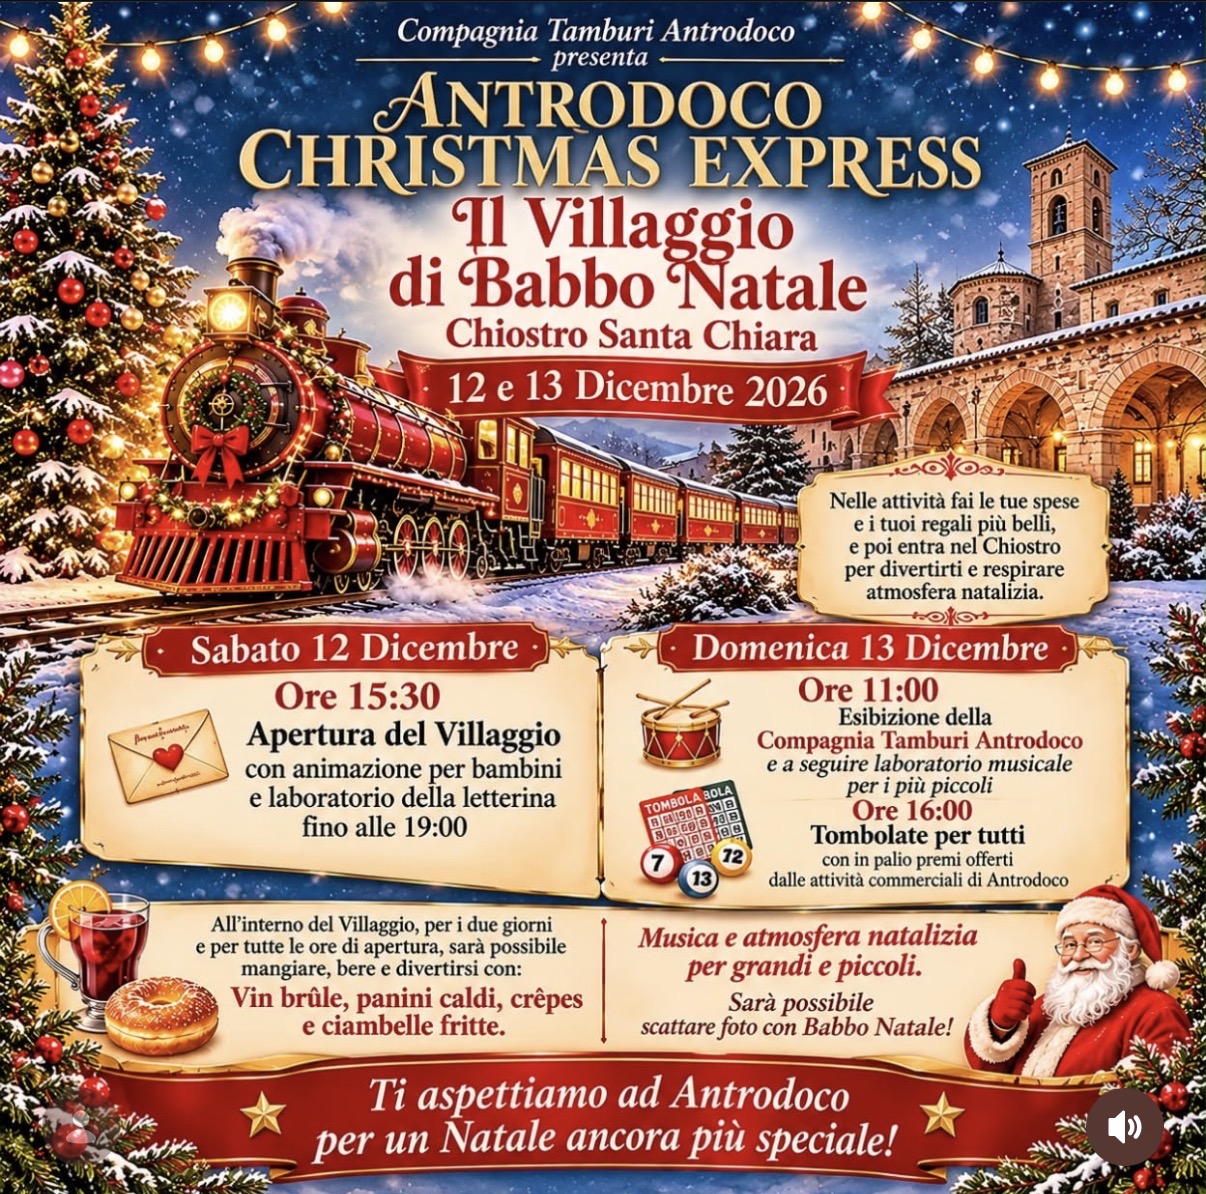 Compagnia Tamburi Antrodoco
presenta
ANTRODOCO
CHRISTMAS EXPRESS
Il Villaggio
di Babbo Natale
Chiostro Santa Chiara
12 e 13 Dicembre 2026
Nelle attività fai le tue spese
e i tuoi regali più belli,
e poi entra nel Chiostro
per divertirti e respirare
atmosfera natalizia.
Sabato 12 Dicembre
Ore 15:30
Apertura del Villaggio
con animazione per bambini
e laboratorio della letterina
fino alle 19:00
Domenica 13 Dicembre
Ore 11:00
Esibizione della
Compagnia Tamburi Antrodoco
e a seguire laboratorio musicale
per i più piccoli
Ore 16:00
Tombolate per tutti
con in palio premi offerti
dalle attività commerciali di Antrodoco
TOMBOLA
BOLA
7
13
72
All'interno del Villaggio, per i due giorni
e per tutte le ore di apertura, sarà possibile
mangiare, bere e divertirsi con:
Vin brûle, panini caldi, crêpes
e ciambelle fritte.
Musica e atmosfera natalizia
per grandi e piccoli.
Sarà possibile
scattare foto con Babbo Natale!
Ti aspettiamo ad Antrodoco
per un Natale ancora più speciale!